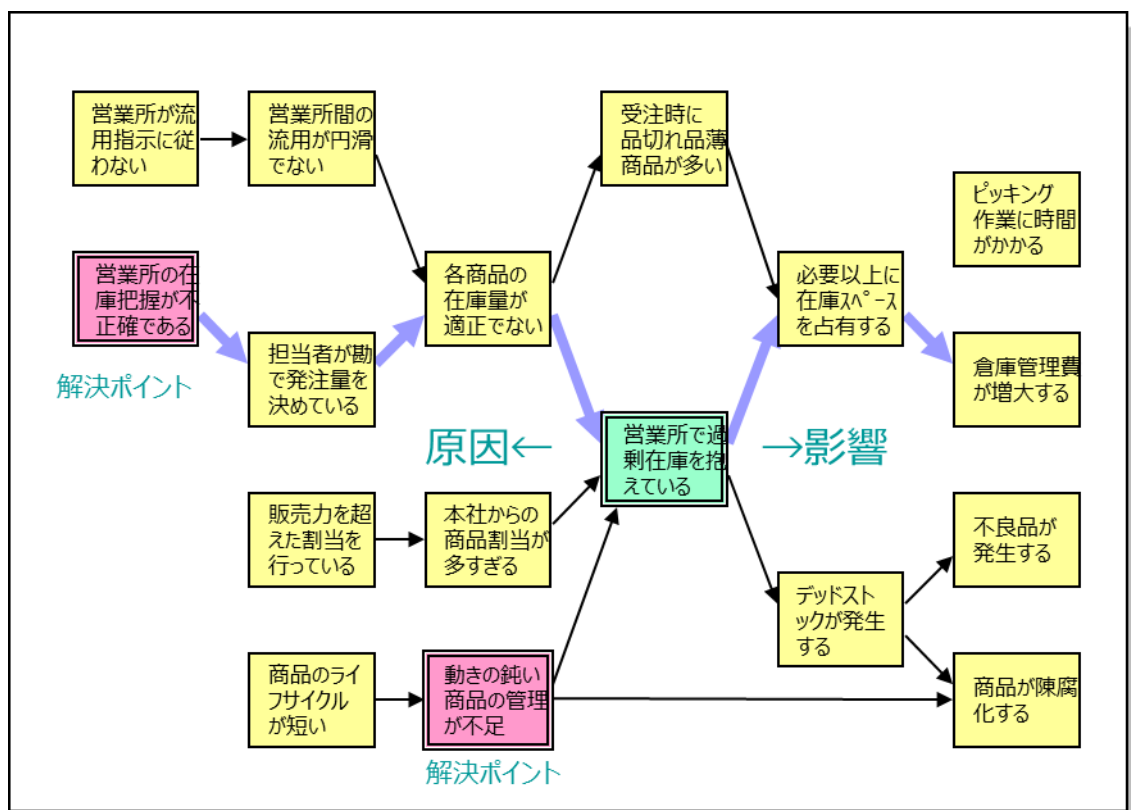 営業所が流
用指示に従
わない
営業所間の
流用が円滑
でない
受注時に
品切れ品薄
商品が多い
ピッキング
作業に時間
がかかる
営業所の在
庫把握が不
正確である
各商品の
在庫量が
適正でない
必要以上に
在庫ｽﾍﾟｰｽ
を占有する
解決ポイント
担当者が勘
で発注量を
決めている
倉庫管理費
が増大する
原因←
営業所で過
剰在庫を抱
えている
→影響
販売力を超
えた割当を
行っている
本社からの
商品割当が
多すぎる
不良品が
発生する
デッドスト
ックが発生
する
商品のライ
フサイクル
が短い
動きの鈍い
商品の管理
が不足
商品が陳腐
化する
解決ポイント